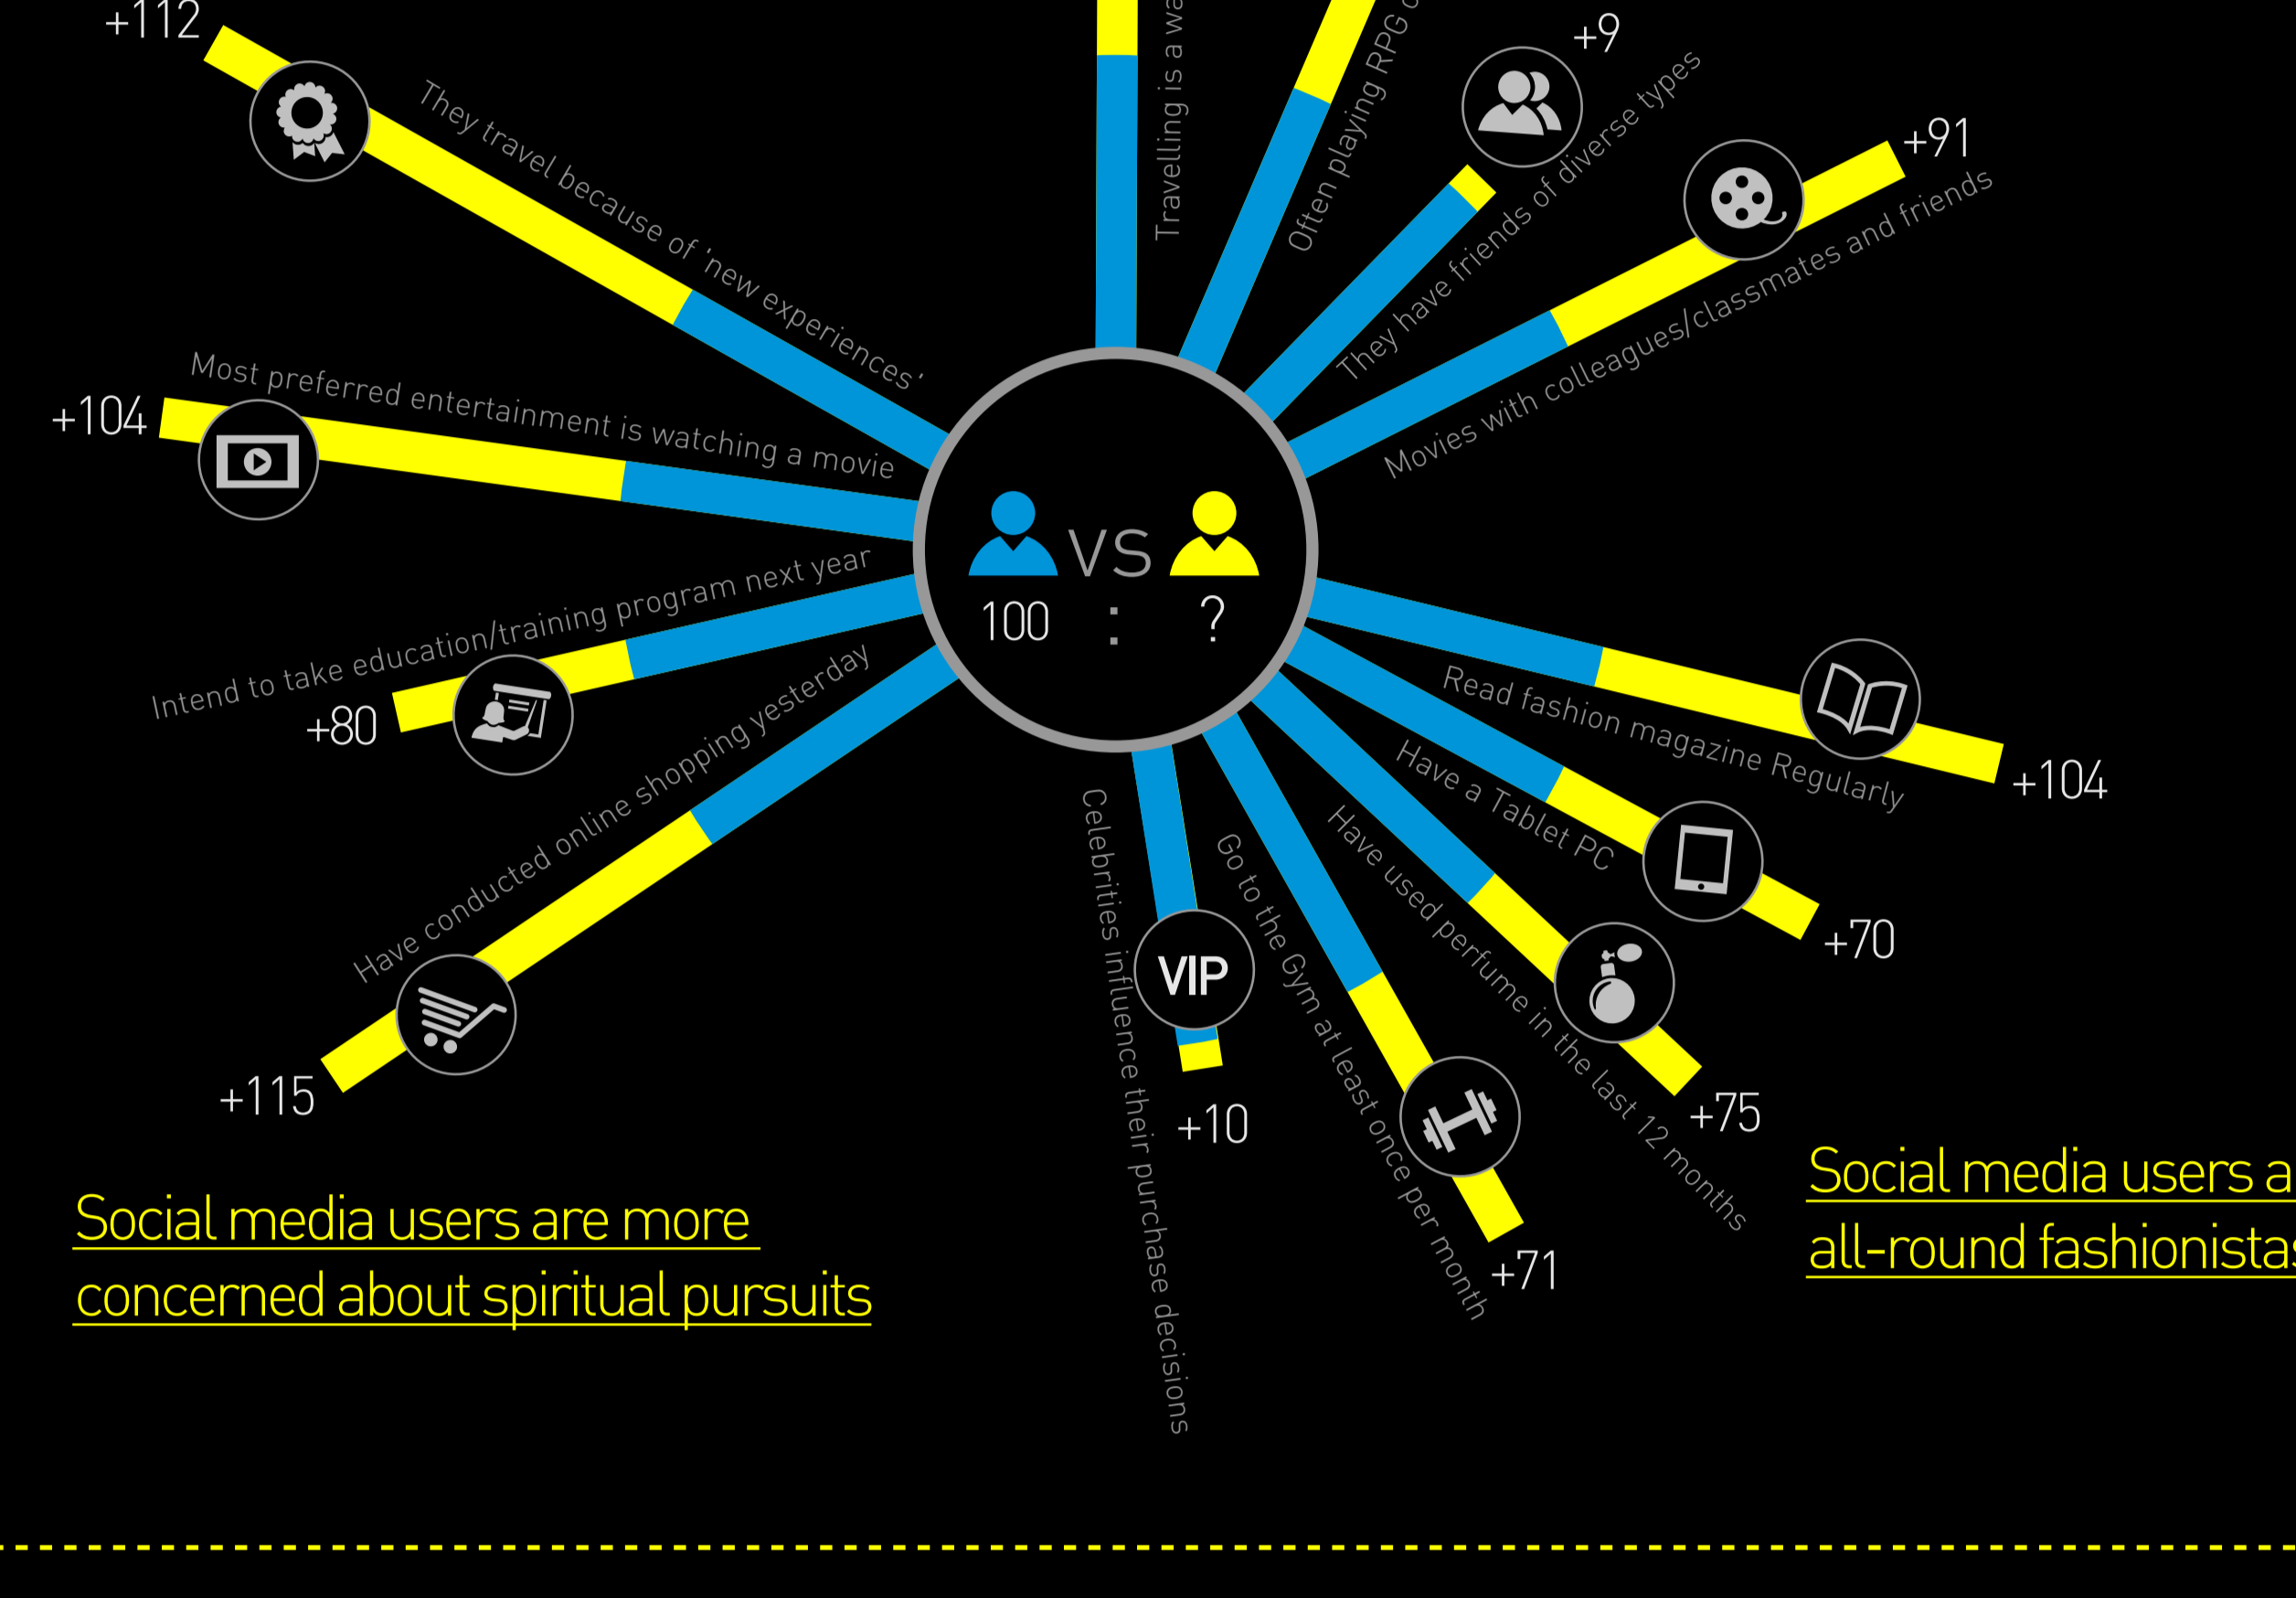 +112
They travel because of 'new experiences'
Travelling is a
Often playing RPG
+9
They have friends of diverse types
+91
Movies with colleagues/classmates and friends
+104
Most preferred entertainment is watching a movie
VS
100 : ?
Intend to take education/training program next year
+80
Read fashion magazine Regularly
+104
Have a Tablet PC
+70
Have conducted online shopping yesterday
+115
VIP
Celebrities influence their purchase decisions
+10
Go to the Gym at least once per month
+71
Have used perfume in the last 12 months
+75
Social media users are more
concerned about spiritual pursuits
Social media users
all-round fashionistas